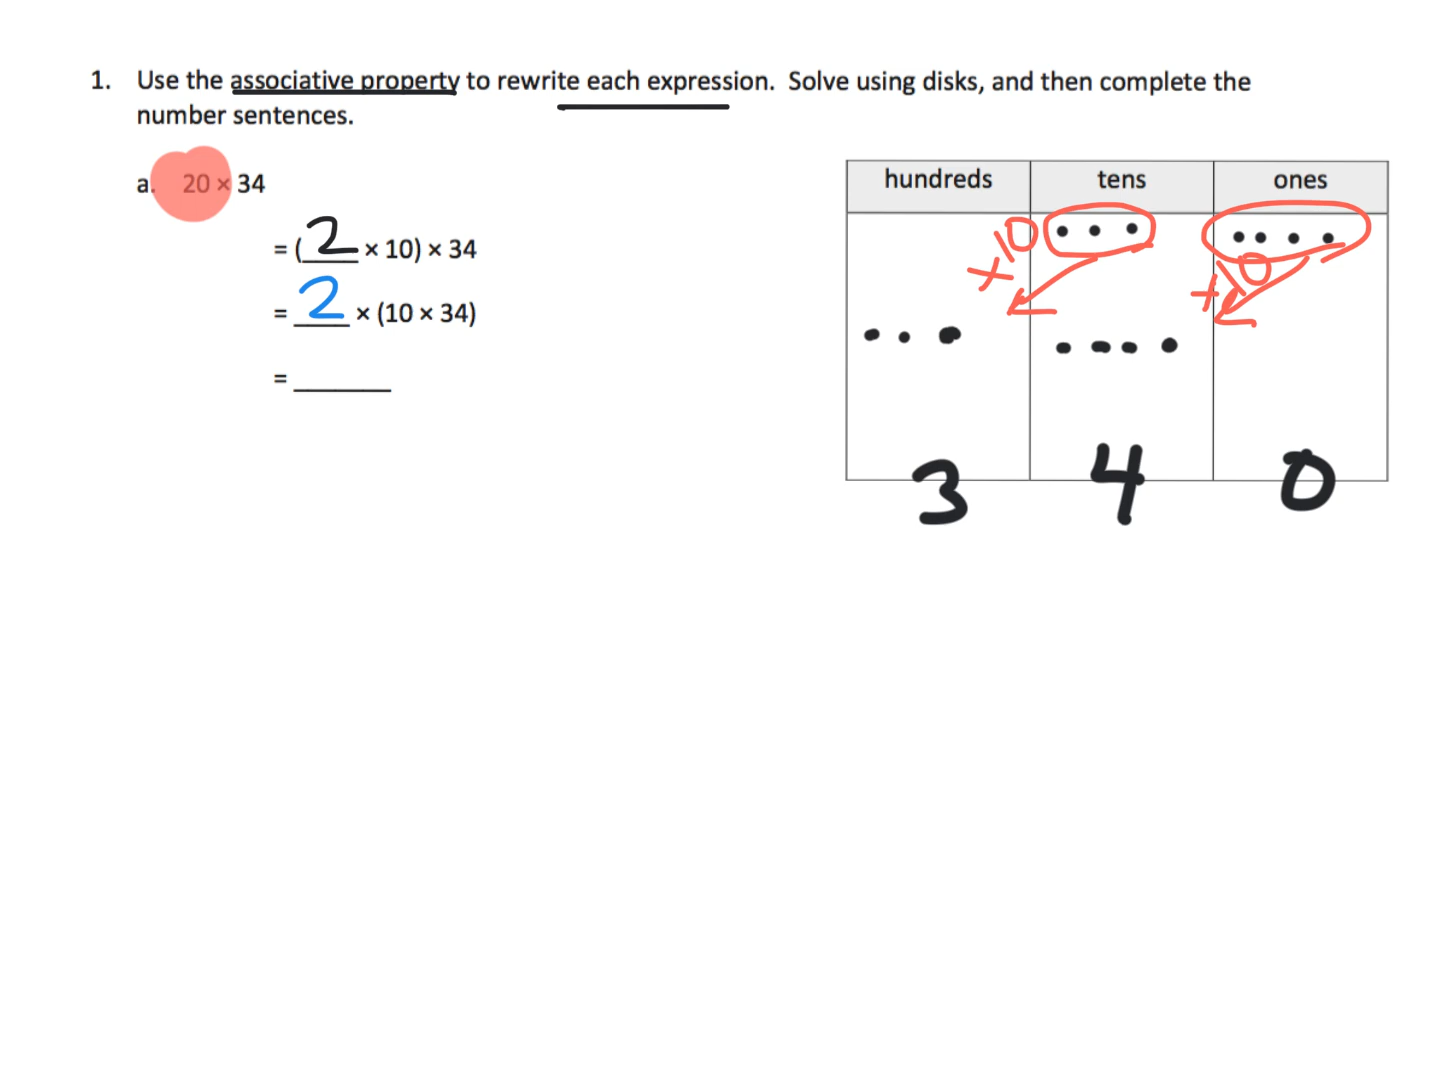 1. Use the associative property to rewrite each expression. Solve using disks, and then complete the
number sentences.
a. 20 × 34
= (2 × 10) × 34
= 2 × (10 × 34)
= ______
hundreds tens ones
×10 ×10
3 4 0